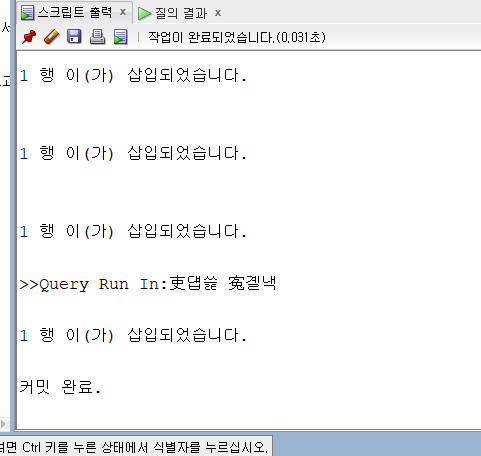 서
스크립트 출력 x 질의 결과 x
작업이 완료되었습니다.(0,031초)
고
1 행 이(가) 삽입되었습니다.
1 행 이(가) 삽입되었습니다.
1 행 이(가) 삽입되었습니다.
>>Query Run In:吏덉쓽 寃곌낵
1 행 이(가) 삽입되었습니다.
커밋 완료.
려면 Ctrl 키를 누른 상태에서 식별자를 누르십시오,